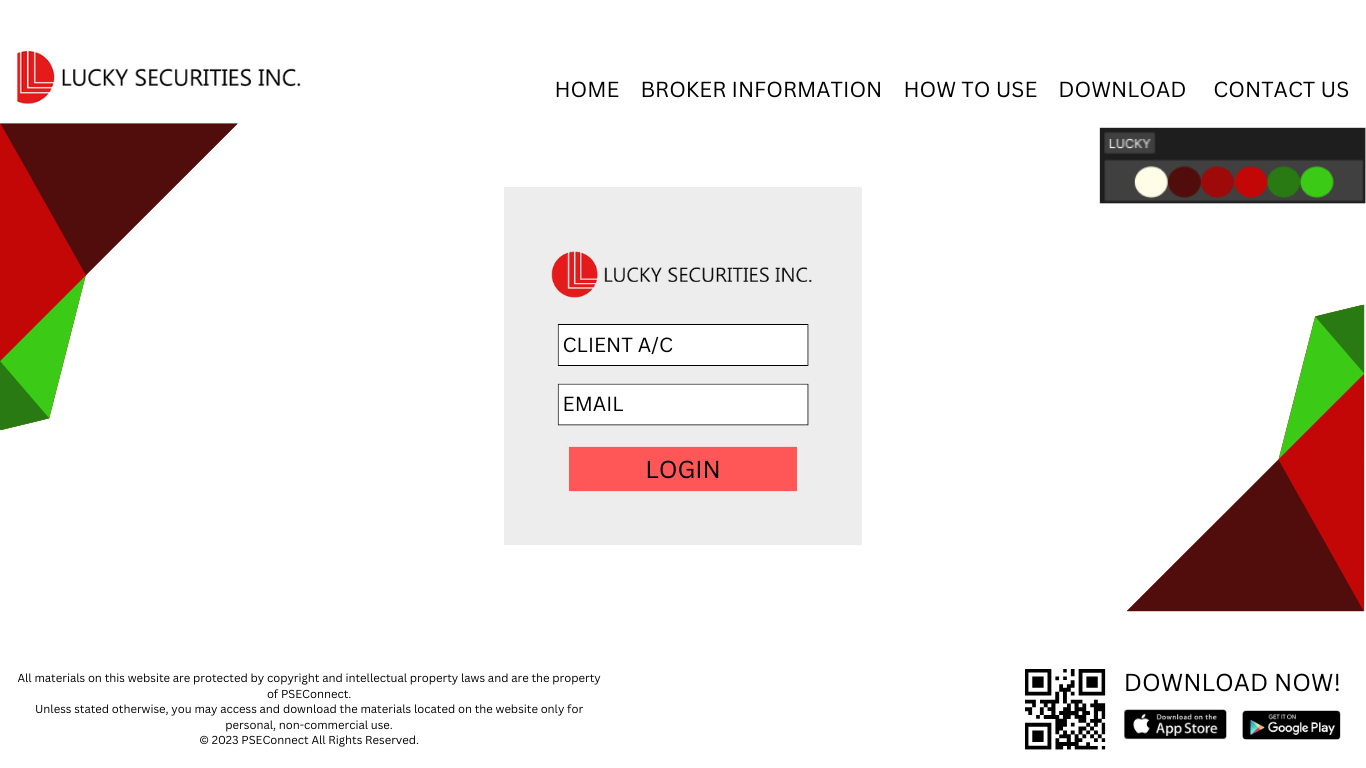 LUCKY SECURITIES INC.
HOME BROKER INFORMATION HOW TO USE DOWNLOAD CONTACT US
LUCKY
LUCKY SECURITIES INC.
CLIENT A/C
EMAIL
LOGIN
All materials on this website are protected by copyright and intellectual property laws and are the property
of PSEConnect.
Unless stated otherwise, you may access and download the materials located on the website only for
personal, non-commercial use.
© 2023 PSEConnect All Rights Reserved.
DOWNLOAD NOW!
Download on the
App Store
GET IT ON
Google Play